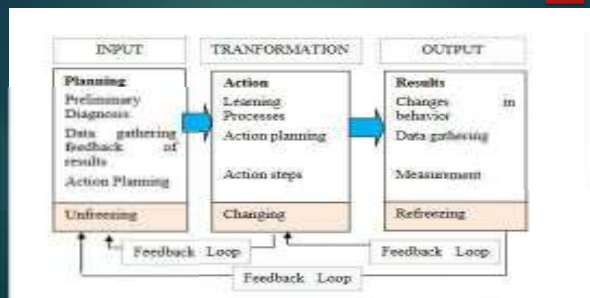 INPUT
TRANFORMATION
OUTPUT
Planning
Preliminary
Diagnosis
Data gathering
feedback of
results
Action Planning
Unfreezing
Action
Learning
Processes
Action planning
Action steps
Changing
Results
Changes in
behavior
Data gathering
Measurement
Refreezing
Feedback Loop
Feedback Loop
Feedback Loop